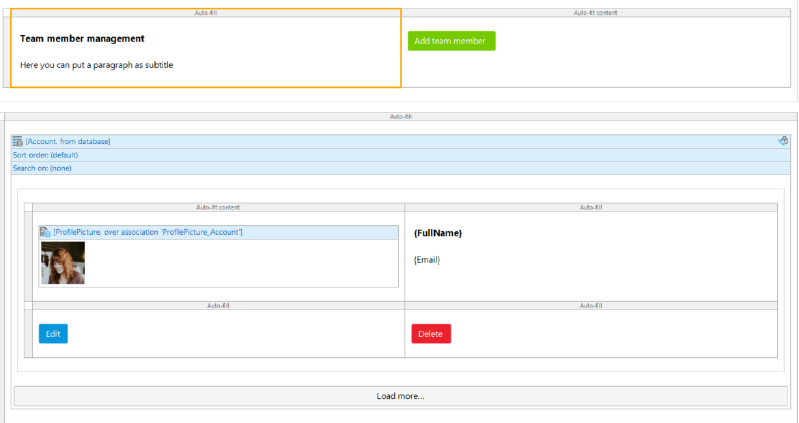 Auto-fill
Auto-fit content
Team member management
Add team member
Here you can put a paragraph as subtitle
Auto-fill
[Account, from database]
Sort order: (default)
Search on: (none)
Auto-fit content
Auto-fill
[ProfilePicture, over association 'ProfilePicture_Account']
{FullName}
{Email}
Auto-fill
Auto-fill
Edit
Delete
Load more...